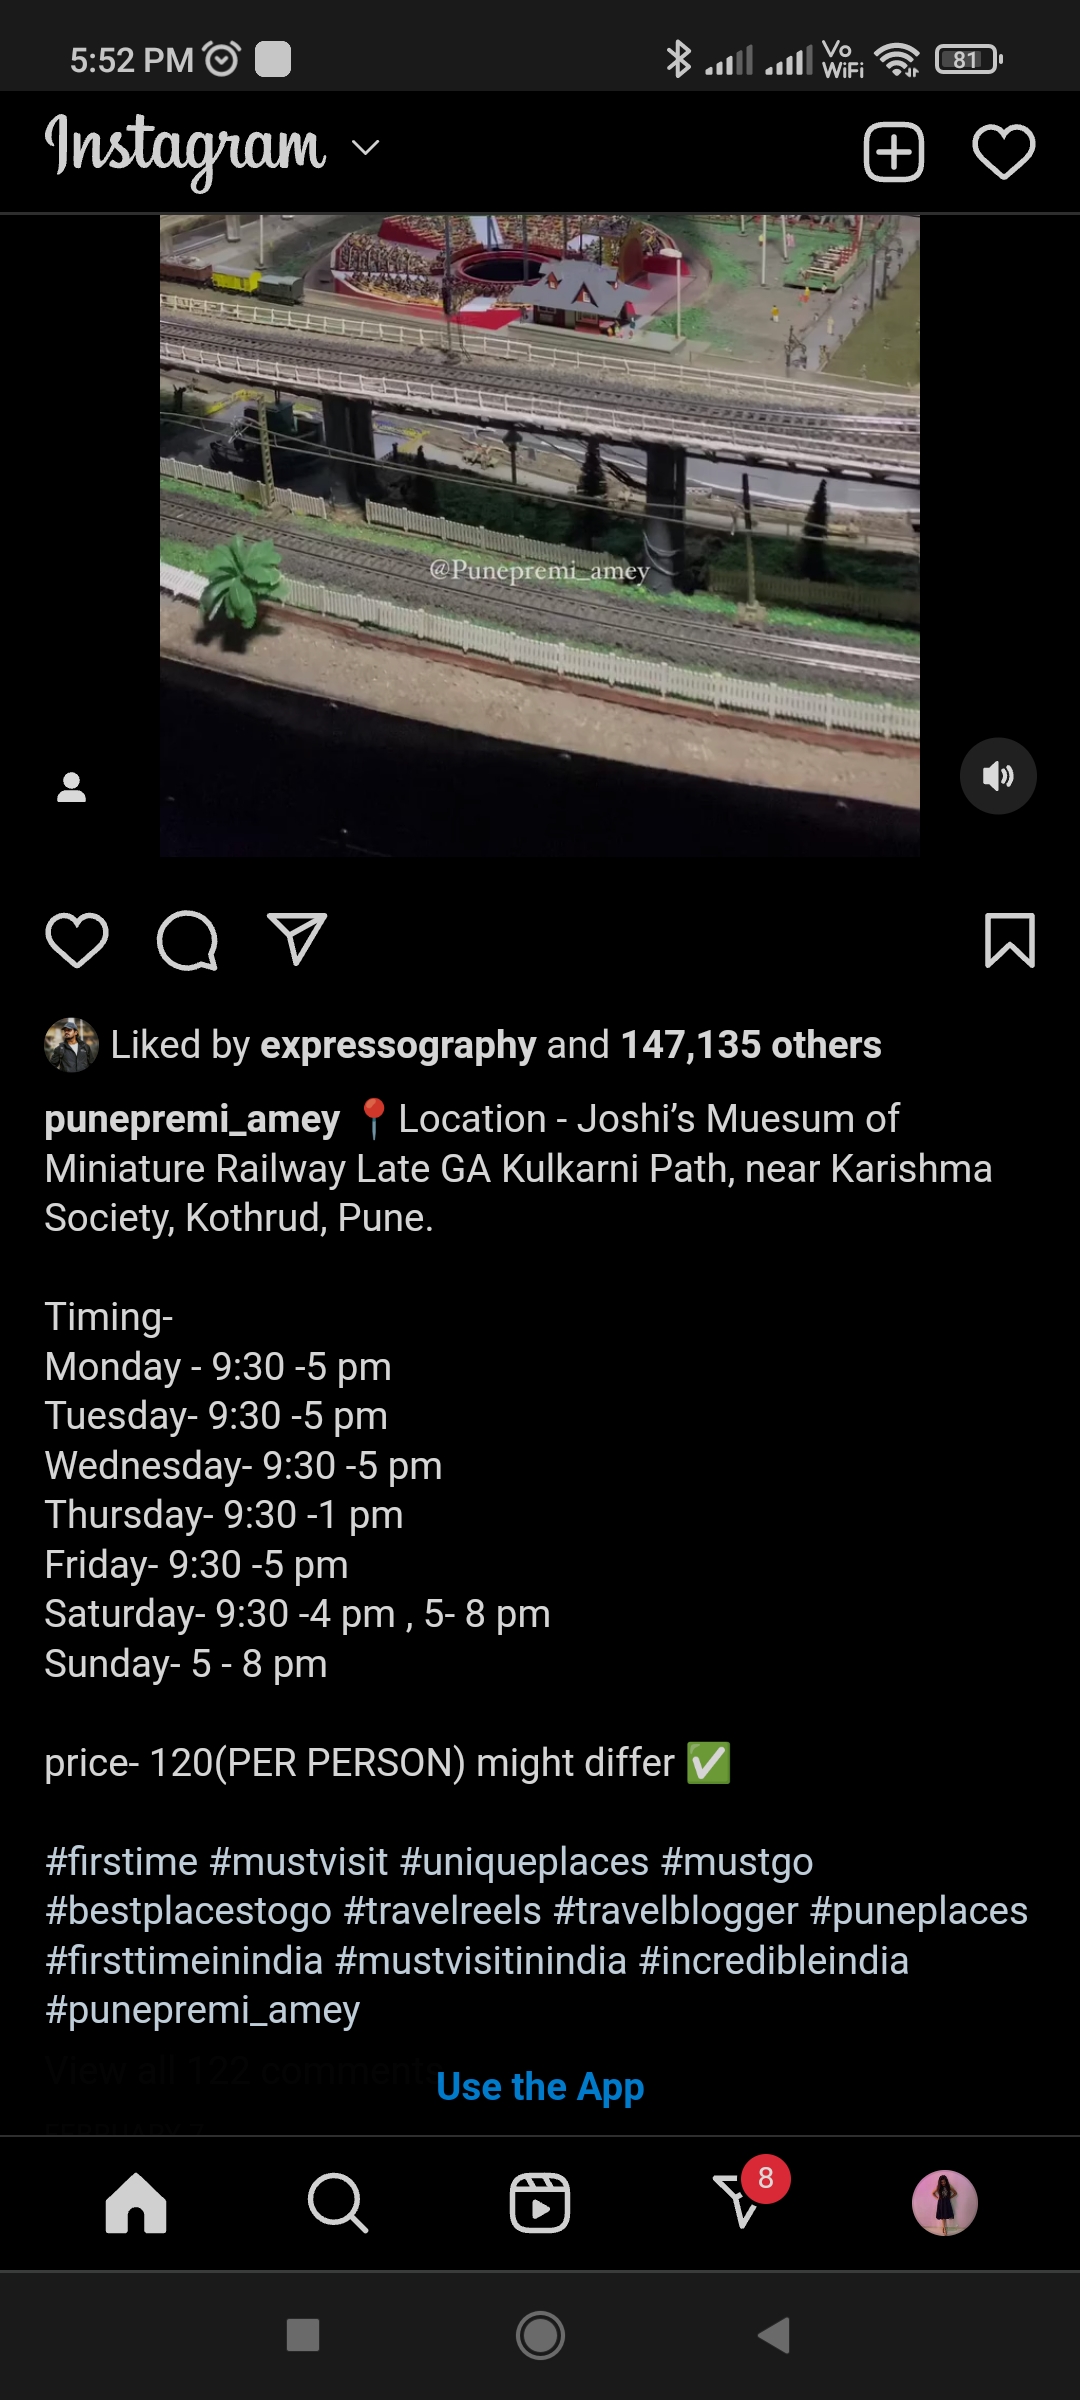 5:52 PM
Vo
WiFi
81
Instagram
@Punepremi_amey
Liked by expressography and 147,135 others
punepremi_amey 📍Location - Joshi’s Muesum of
Miniature Railway Late GA Kulkarni Path, near Karishma
Society, Kothrud, Pune.
Timing-
Monday - 9:30 -5 pm
Tuesday- 9:30 -5 pm
Wednesday- 9:30 -5 pm
Thursday- 9:30 -1 pm
Friday- 9:30 -5 pm
Saturday- 9:30 -4 pm , 5- 8 pm
Sunday- 5 - 8 pm
price- 120(PER PERSON) might differ ✅
#firstime #mustvisit #uniqueplaces #mustgo
#bestplacestogo #travelreels #travelblogger #puneplaces
#firsttimeinindia #mustvisitinindia #incredibleindia
#punepremi_amey
View all 122 comments
Use the App
FEBRUARY 7
8